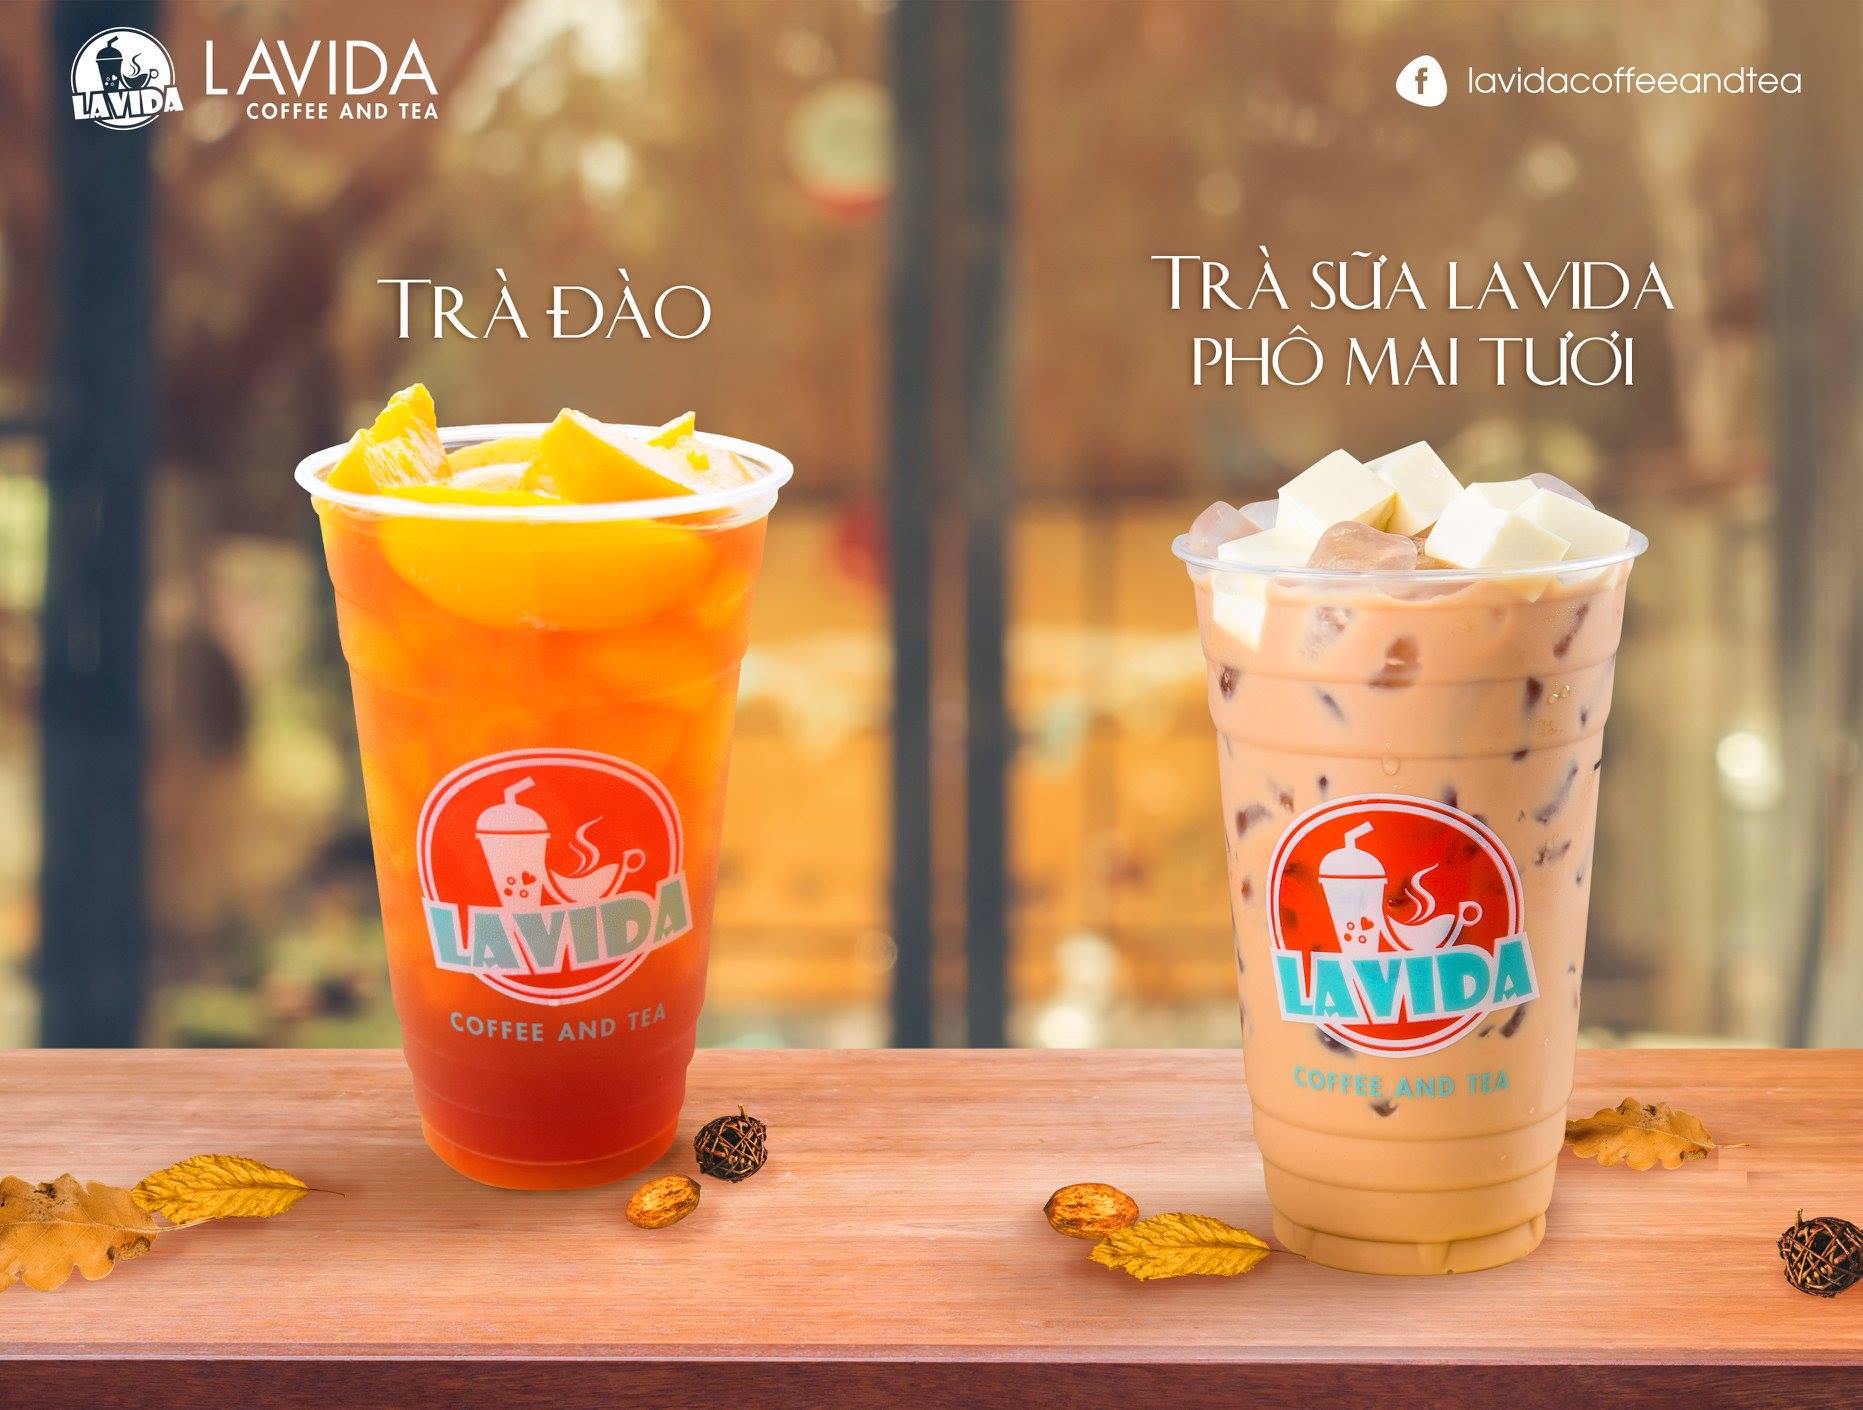 LAVIDA
LAVIDA
COFFEE AND TEA
f lavidacoffeeandtea
TRÀ ĐÀO
TRÀ SỮA LAVIDA
PHÔ MAI TƯƠI
LAVIDA
COFFEE AND TEA
LAVIDA
COFFEE AND TEA